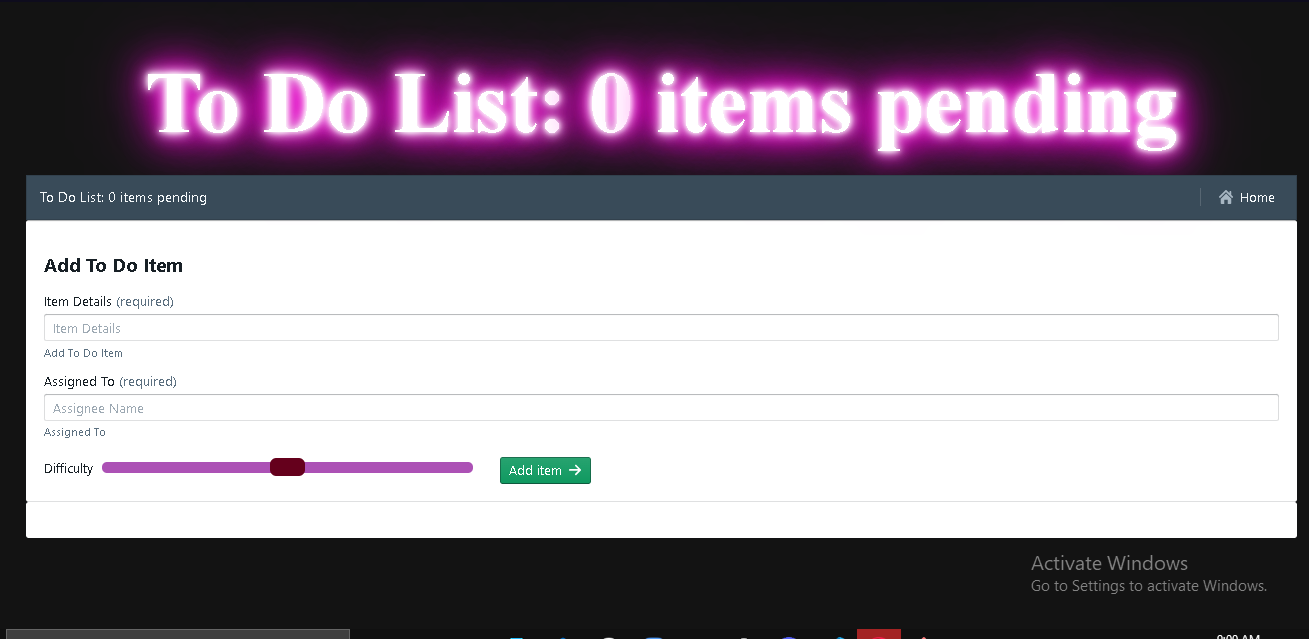 To Do List: 0 items pending
To Do List: 0 items pending
Home
Add To Do Item
Item Details (required)
Item Details
Add To Do Item
Assigned To (required)
Assignee Name
Assigned To
Difficulty
Add item
Activate Windows
Go to Settings to activate Windows.